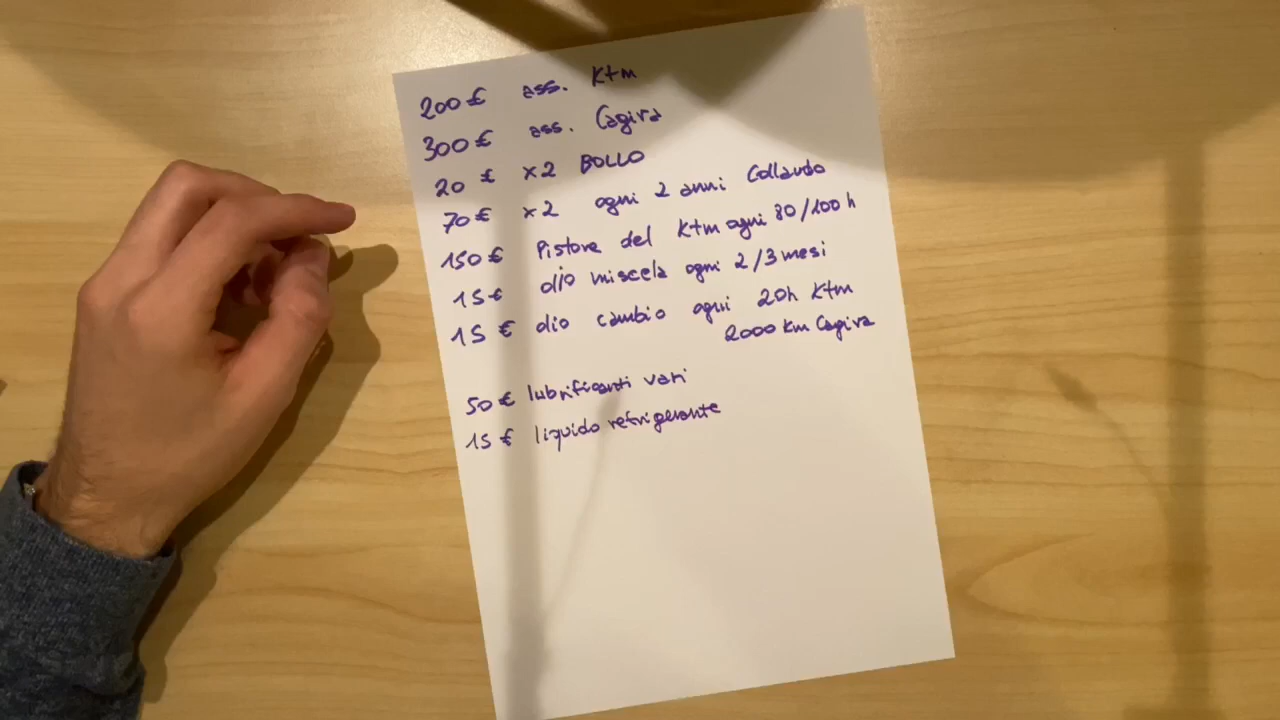 200€ ass. Ktm
300€ ass. Cagiva
20 € x2 BOLLO
70€ x2 ogni 2 anni Collaudo
150€ Pistone del Ktm ogni 80/100h
15€ olio miscela ogni 2/3 mesi
15€ olio cambio ogni 20h Ktm
2000 Km Cagiva
50€ lubrificanti vari
15€ liquido refrigerante